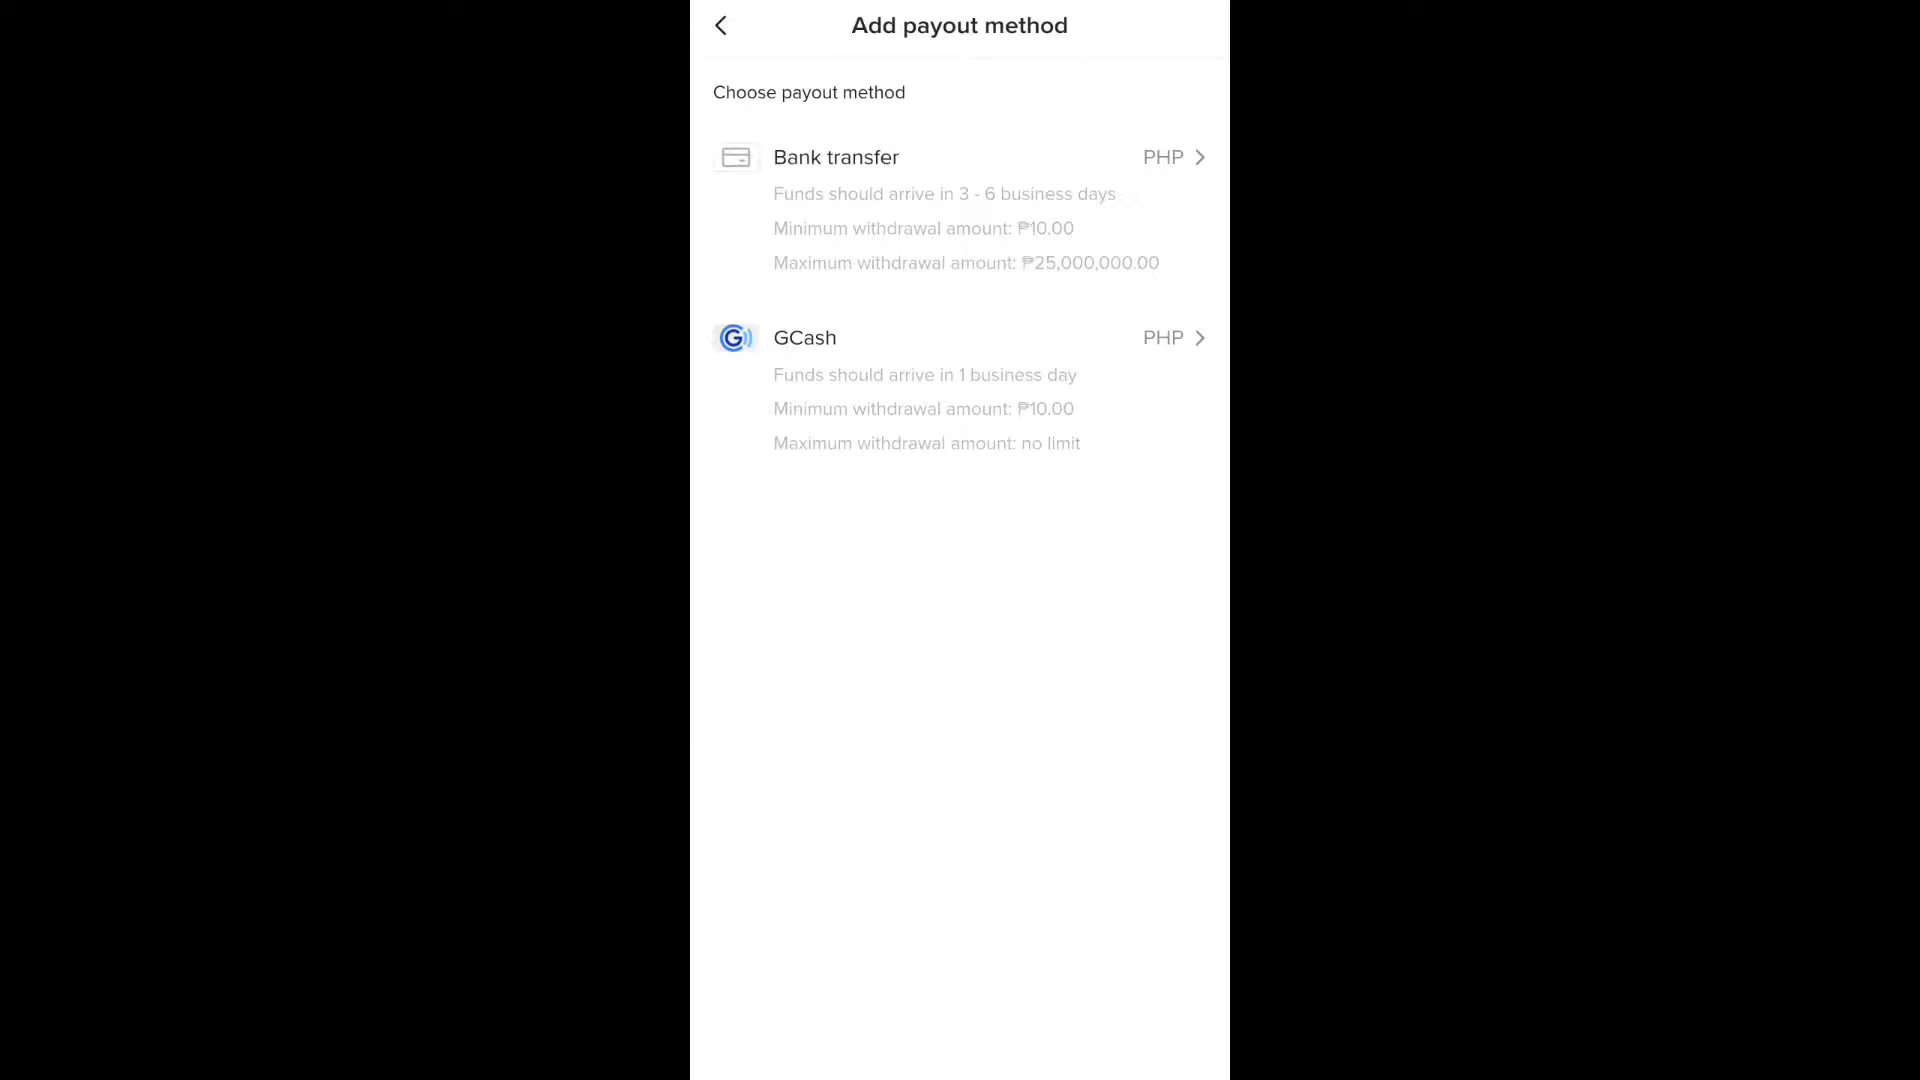 Add payout method
Choose payout method
Bank transfer PHP
Funds should arrive in 3 - 6 business days
Minimum withdrawal amount: ₱10.00
Maximum withdrawal amount: ₱25,000,000.00
GCash PHP
Funds should arrive in 1 business day
Minimum withdrawal amount: ₱10.00
Maximum withdrawal amount: no limit